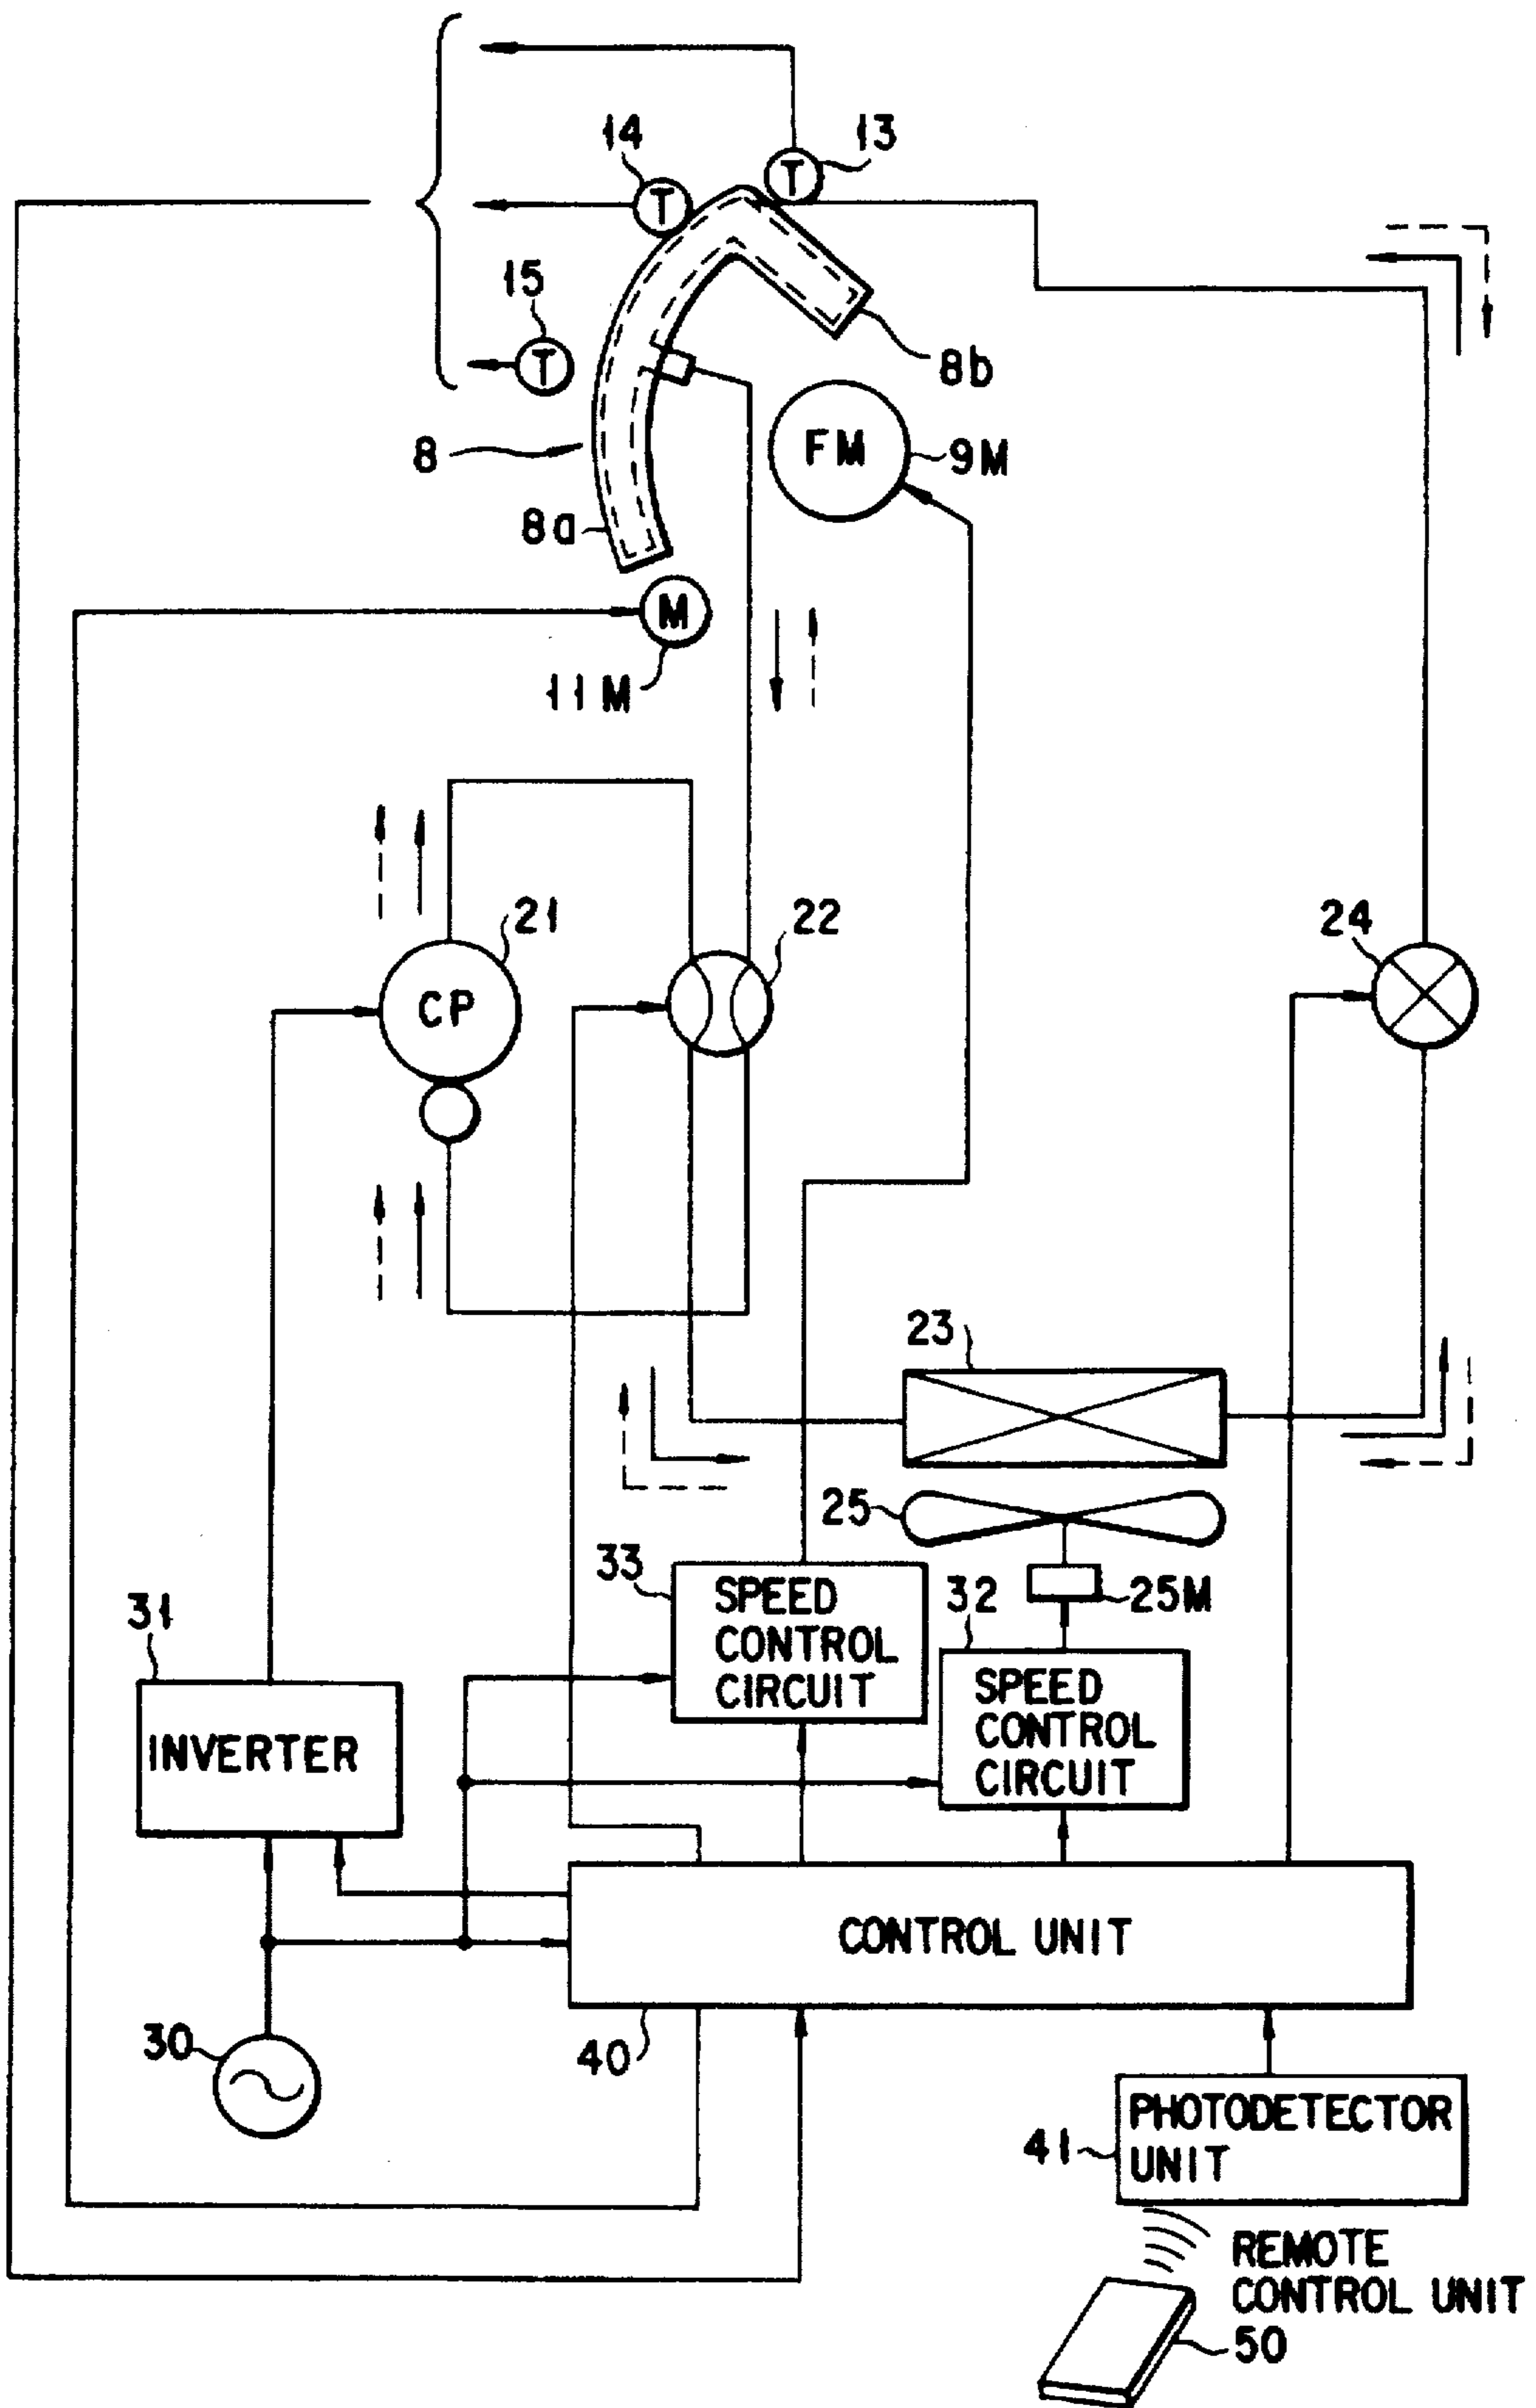 14
13
T
T
15
T
8b
8
FM
9M
8a
M
11M
21
22
24
CP
23
25
33
SPEED
CONTROL
CIRCUIT
32
25M
31
SPEED
CONTROL
CIRCUIT
INVERTER
CONTROL UNIT
30
40
PHOTODETECTOR
UNIT
41
REMOTE
CONTROL UNIT
50